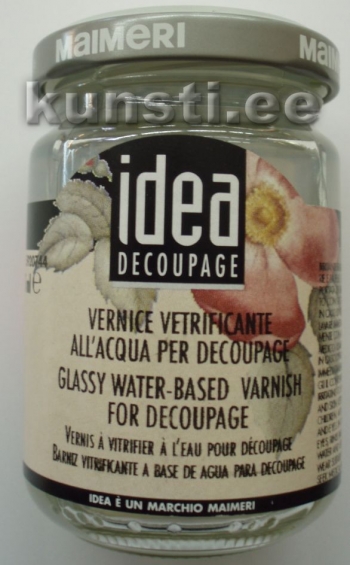 MAIMERI MAIMERI
kunsti.ee
idea
DECOUPAGE
VERNICE VETRIFICANTE
ALL'ACQUA PER DECOUPAGE
GLASSY WATER-BASED VARNISH
FOR DECOUPAGE
VERNIS À VITRIFIER À L'EAU POUR DÉCOUPAGE
BARNIZ VITRIFICANTE A BASE DE AGUA PARA DECOUPAGE
IDEA È UN MARCHIO MAIMERI